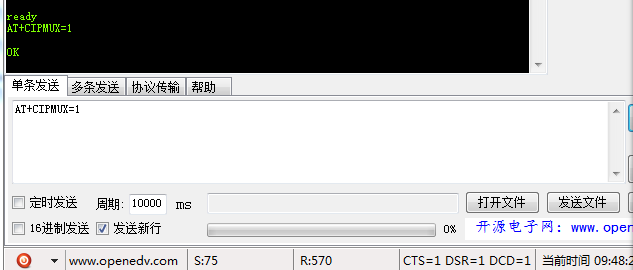 ready
AT+CIPMUX=1
OK
单条发送 多条发送 协议传输 帮助
AT+CIPMUX=1
定时发送 周期: 10000 ms 打开文件 发送文件
16进制发送 发送新行 0% 开源电子网: www.open
www.openedv.com S:75 R:570 CTS=1 DSR=1 DCD=1 当前时间 09:48:2